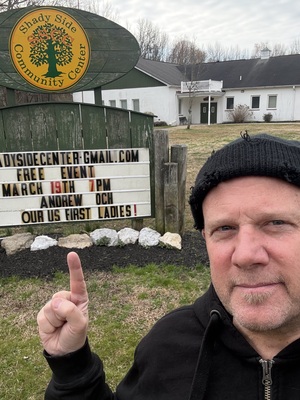 Shady Side
Community Center
ADYSIDECENTER-GMAIL.COM
FREE EVENT
MARCH 19TH 7PM
ANDREW OCH
OUR US FIRST LADIES!